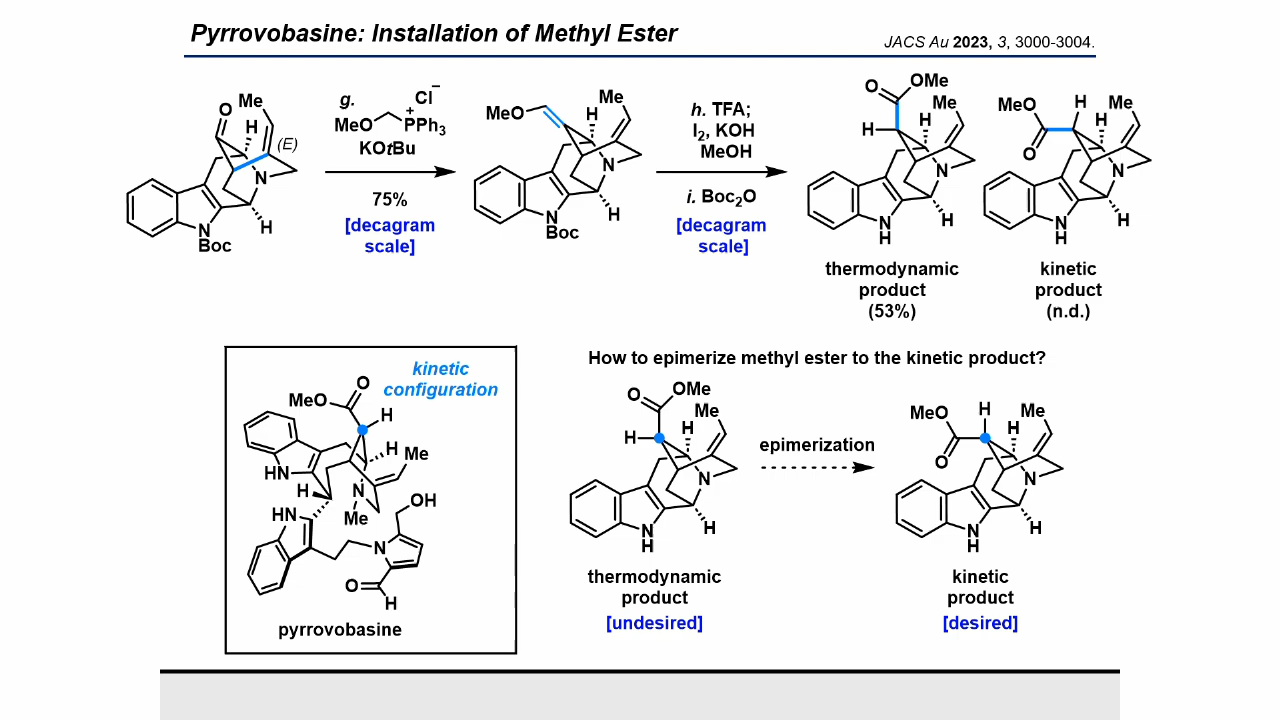 Pyrrovobasine: Installation of Methyl Ester
JACS Au 2023, 3, 3000-3004.
O
Me
H
(E)
N
H
N
Boc
g.
Cl−
MeO
+
PPh3
KOtBu
75%
[decagram
scale]
MeO
Me
H
N
H
N
Boc
h. TFA;
I2, KOH
MeOH
i. Boc2O
[decagram
scale]
O
OMe
Me
H
H
N
H
N
H
thermodynamic
product
(53%)
MeO
H
Me
H
O
N
H
N
H
kinetic
product
(n.d.)
kinetic
configuration
O
MeO
H
H
Me
HN
H
N
Me
OH
HN
N
O
H
pyrrovobasine
How to epimerize methyl ester to the kinetic product?
O
OMe
Me
H
H
N
H
N
H
thermodynamic
product
[undesired]
epimerization
MeO
H
Me
H
O
N
H
N
H
kinetic
product
[desired]